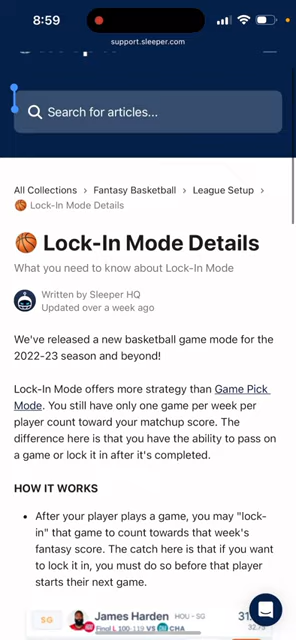 8:59
support.sleeper.com
Search for articles...
All Collections > Fantasy Basketball > League Setup >
🏀 Lock-In Mode Details
🏀 Lock-In Mode Details
What you need to know about Lock-In Mode
Written by Sleeper HQ
Updated over a week ago
We've released a new basketball game mode for the
2022-23 season and beyond!
Lock-In Mode offers more strategy than Game Pick
Mode. You still have only one game per week per
player count toward your matchup score. The
difference here is that you have the ability to pass on
a game or lock it in after it's completed.
HOW IT WORKS
• After your player plays a game, you may "lock-
in" that game to count towards that week's
fantasy score. The catch here is that if you want
to lock it in, you must do so before that player
starts their next game.
SG James Harden HOU - SG
Final L 100-119 VS CHA